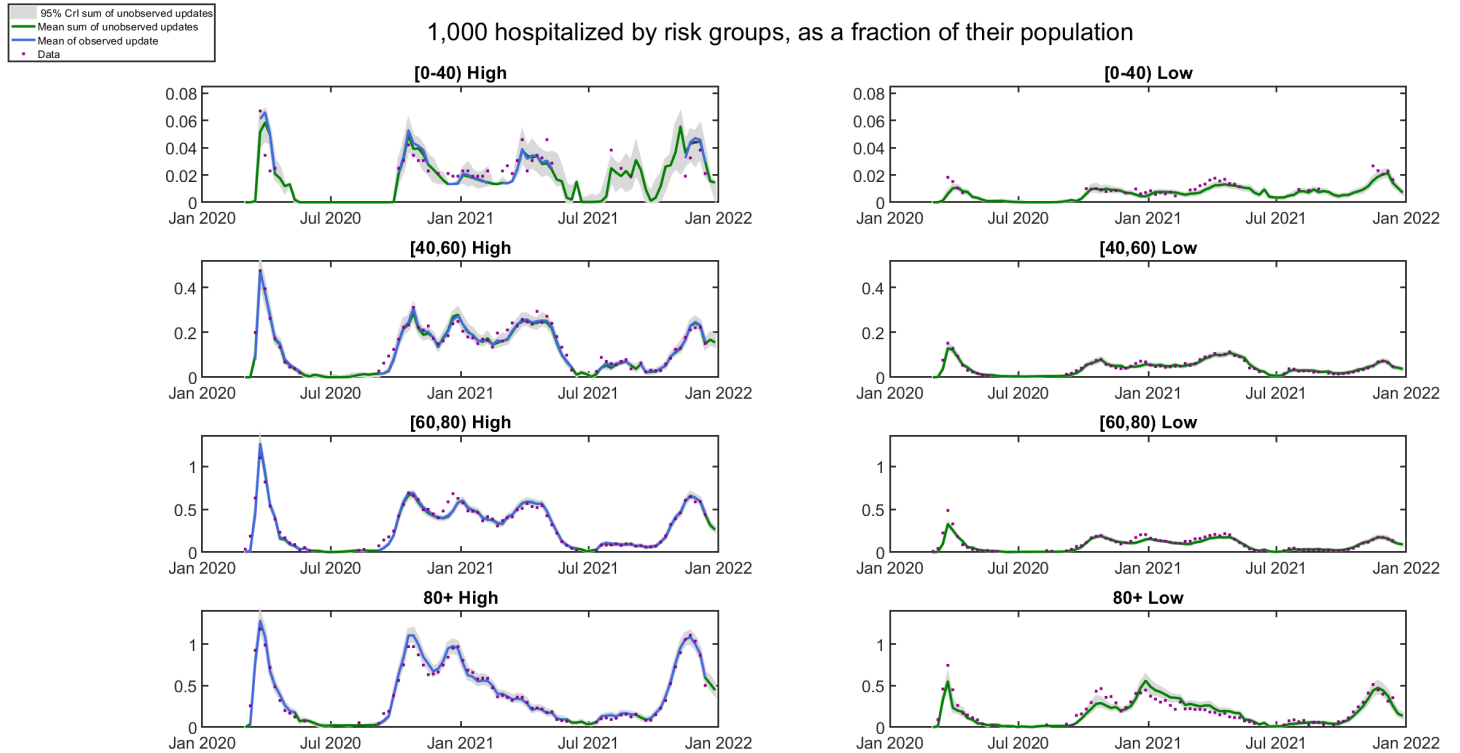 95% CrI sum of unobserved updates
Mean sum of unobserved updates
Mean of observed update
Data
1,000 hospitalized by risk groups, as a fraction of their population
[0-40) High
0.08
0.06
0.04
0.02
0
Jan 2020 Jul 2020 Jan 2021 Jul 2021 Jan 2022
[0-40) Low
0.08
0.06
0.04
0.02
0
Jan 2020 Jul 2020 Jan 2021 Jul 2021 Jan 2022
[40,60) High
0.4
0.2
0
Jan 2020 Jul 2020 Jan 2021 Jul 2021 Jan 2022
[40,60) Low
0.4
0.2
0
Jan 2020 Jul 2020 Jan 2021 Jul 2021 Jan 2022
[60,80) High
1
0.5
0
Jan 2020 Jul 2020 Jan 2021 Jul 2021 Jan 2022
[60,80) Low
1
0.5
0
Jan 2020 Jul 2020 Jan 2021 Jul 2021 Jan 2022
80+ High
1
0.5
0
Jan 2020 Jul 2020 Jan 2021 Jul 2021 Jan 2022
80+ Low
1
0.5
0
Jan 2020 Jul 2020 Jan 2021 Jul 2021 Jan 2022